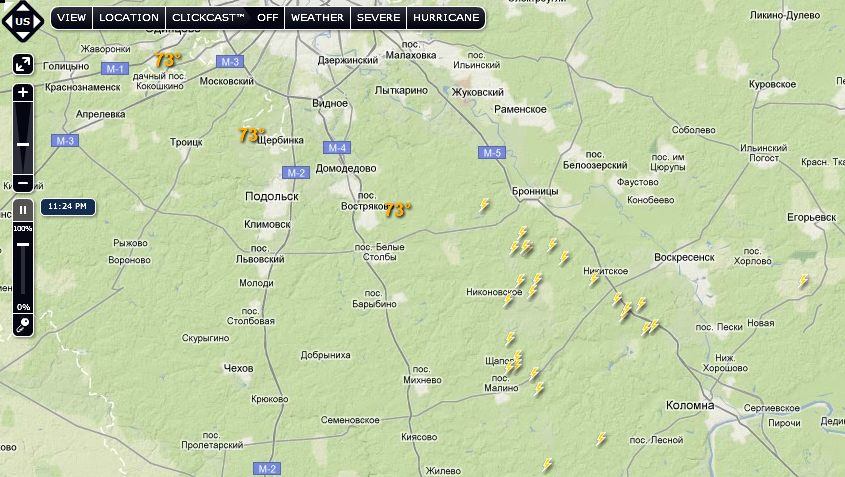 US
VIEW
LOCATION
CLICKCAST™
OFF
WEATHER
SEVERE
HURRICANE
Ликино-Дулево
Одинцово
Жаворонки
пос.
Малаховка
Голицыно
M-1
73°
M-3
Дзержинский
пос.
Ильинский
Краснознаменск
дачный пос.
Кокошкино
Московский
Лыткарино
Жуковский
Куровское
Апрелевка
Видное
Раменское
M-3
Троицк
73°
Щербинка
M-4
M-5
Соболево
Ильинский
Погост
M-2
Домодедово
пос.
Белоозерский
пос. им
Цюрупы
Фаустово
Подольск
пос.
Востряково
73°
Бронницы
Конобеево
11:24 PM
Егорьевск
100%
Климовск
Рыжово
Вороново
пос.
Львовский
пос. Белые
Столбы
Никитское
Воскресенск
пос.
Хорлово
Молоди
пос.
Барыбино
Никоновское
0%
пос.
Столбовая
пос. Пески
Новая
Скурыгино
Добрыниха
Чехов
пос.
Михнево
пос.
Малино
Ниж.
Хорошово
Крюково
Коломна
Сергиевское
Пирочи
Семеновское
Киясово
пос. Лесной
пос.
Пролетарский
M-2
Жилево